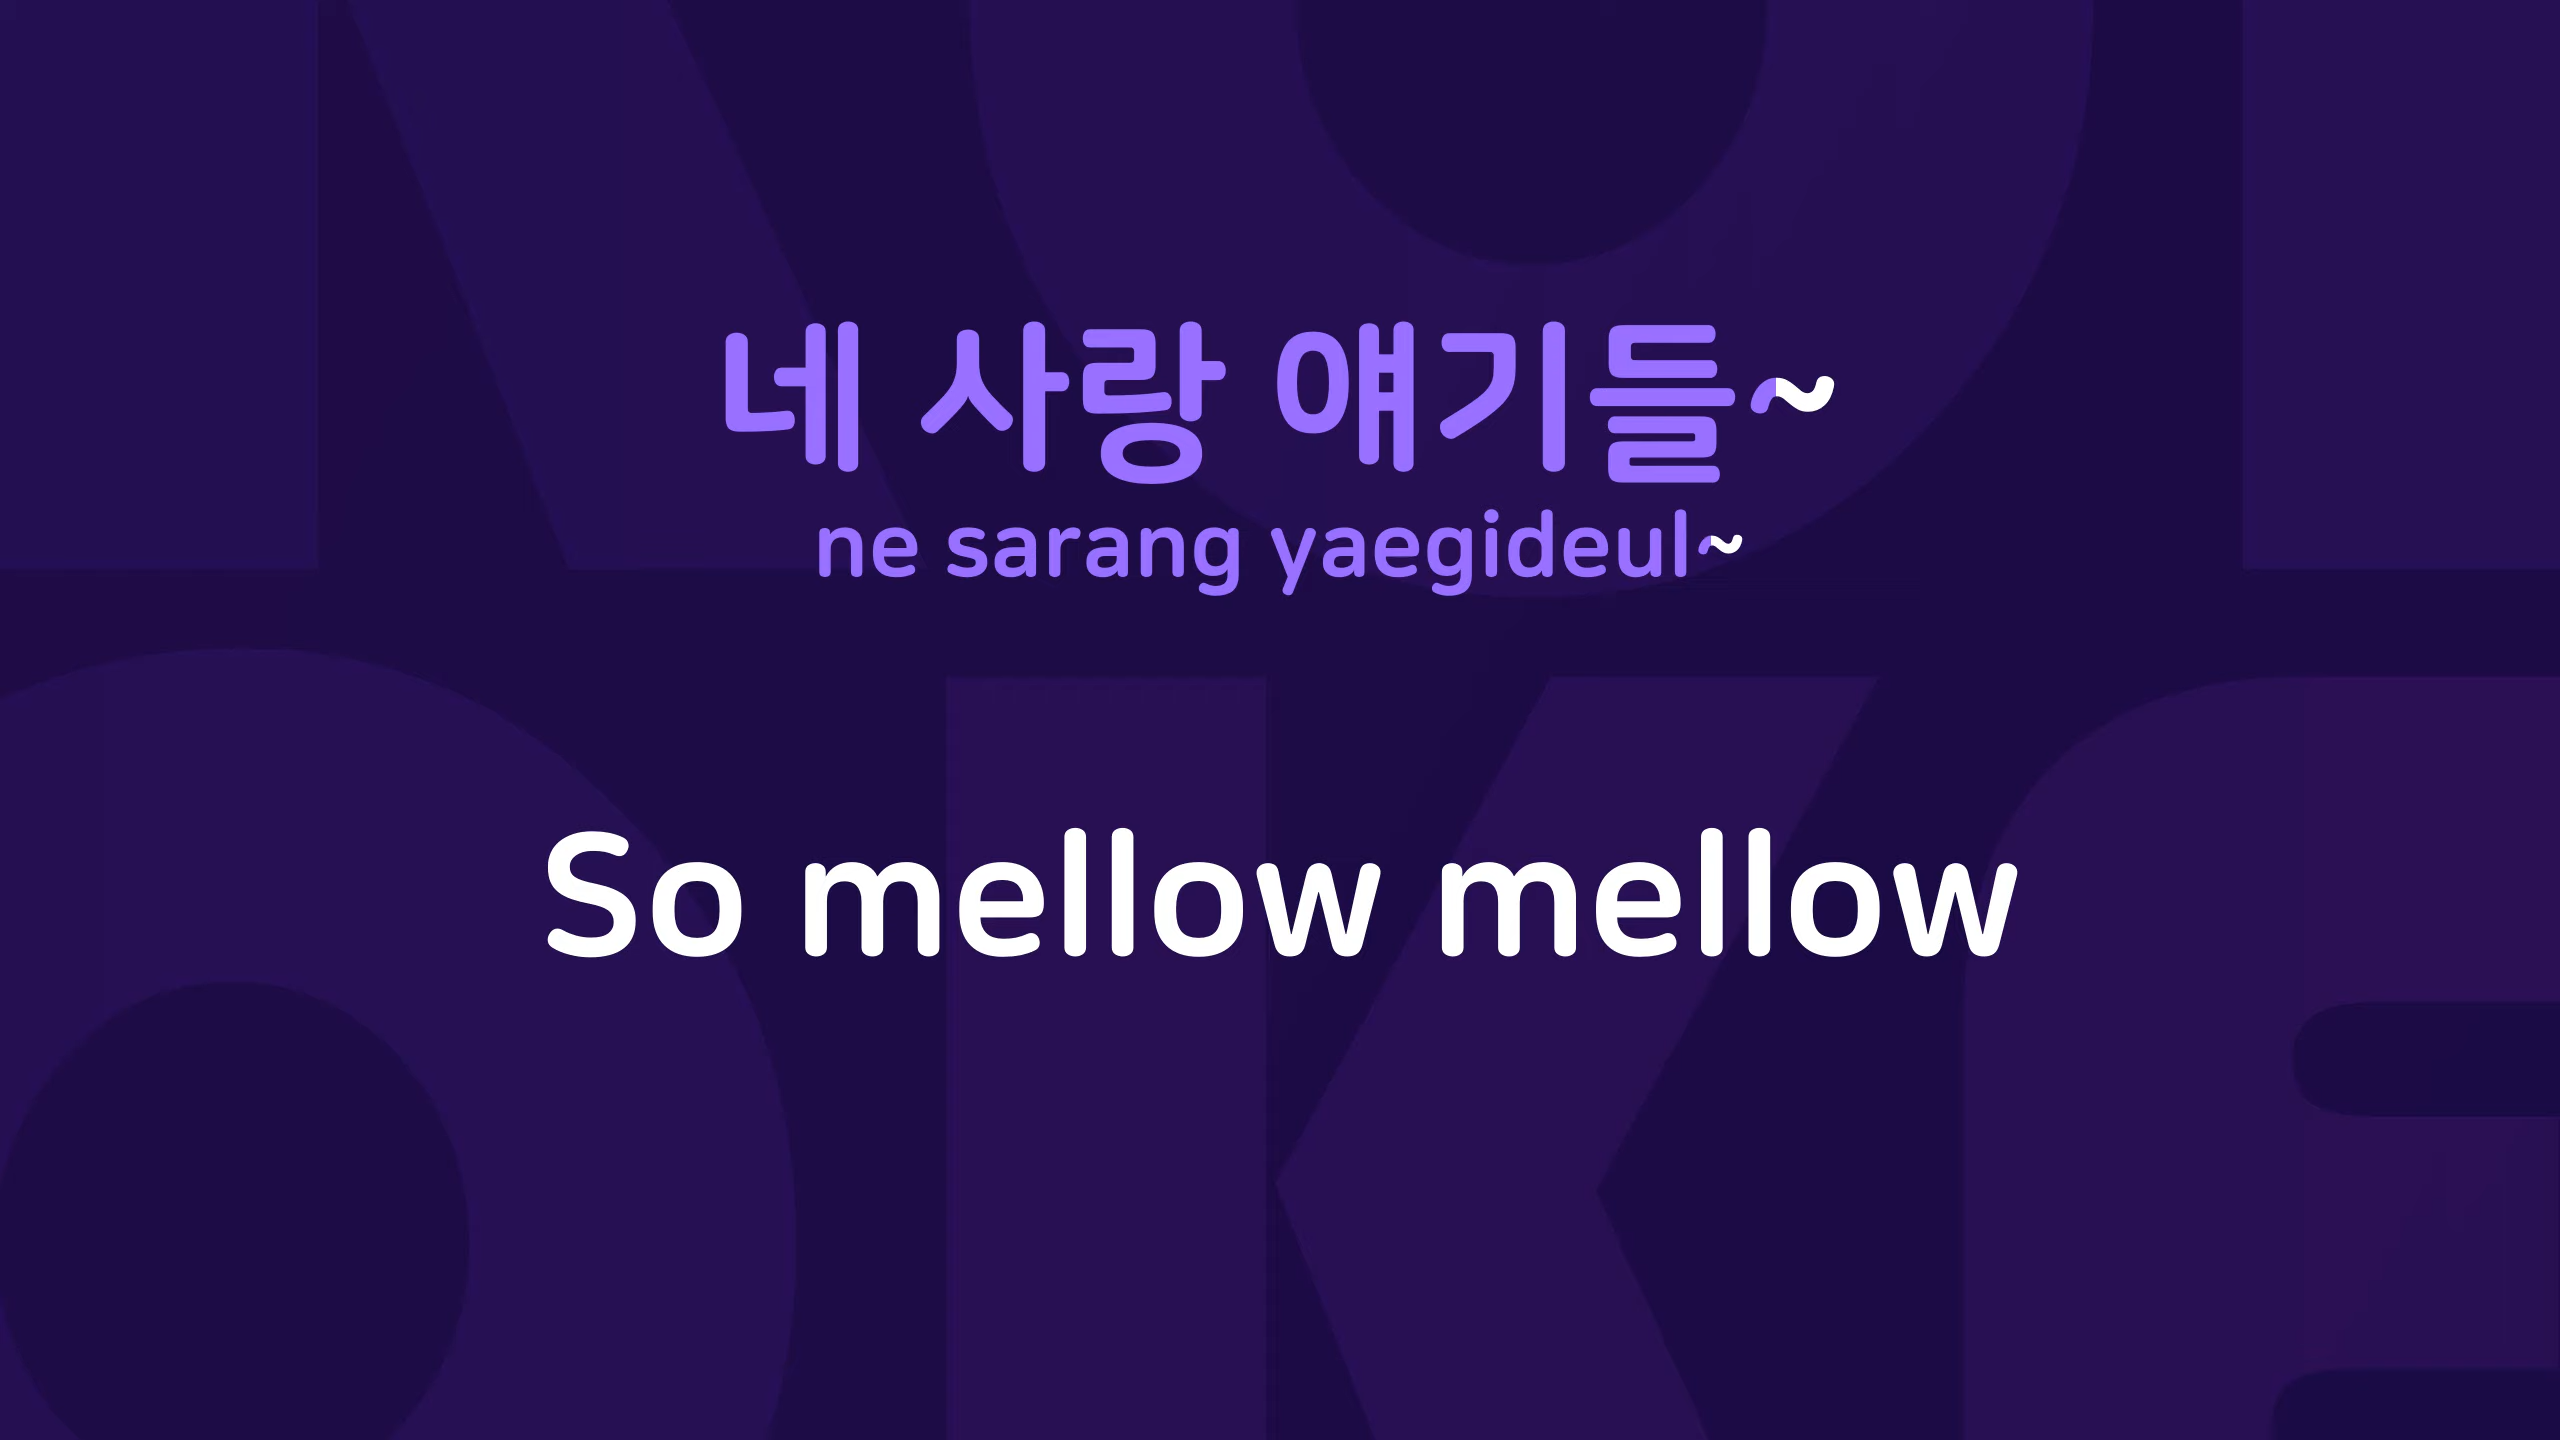 네 사랑 얘기들~
ne sarang yaegideul~
So mellow mellow